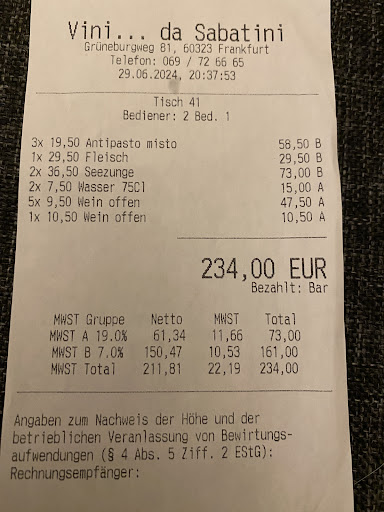 Vini... da Sabatini
Grüneburgweg 81, 60323 Frankfurt
Telefon: 069 / 72 66 65
29.06.2024, 20:37:53
Tisch 41
Bediener: 2 Bed. 1
3x 19,50 Antipasto misto 58,50 B
1x 29,50 Fleisch 29,50 B
2x 36,50 Seezunge 73,00 B
2x 7,50 Wasser 75Cl 15,00 A
5x 9,50 Wein offen 47,50 A
1x 10,50 Wein offen 10,50 A
234,00 EUR
Bezahlt: Bar
MWST Gruppe Netto MWST Total
MWST A 19.0% 61,34 11,66 73,00
MWST B 7.0% 150,47 10,53 161,00
MWST Total 211,81 22,19 234,00
Angaben zum Nachweis der Höhe und der
betrieblichen Veranlassung von Bewirtungs-
aufwendungen (§ 4 Abs. 5 Ziff. 2 EStG):
Rechnungsempfänger: